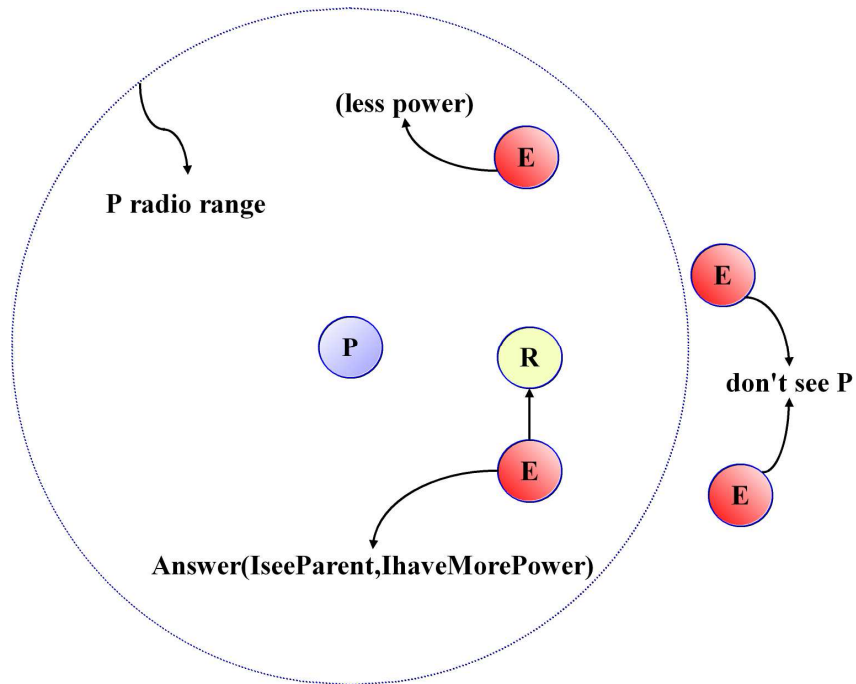 (less power)
E
P radio range
E
P
R
don't see P
E
E
Answer(IseeParent,IhaveMorePower)